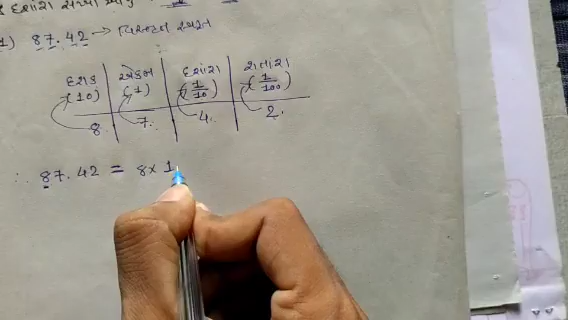 1) 87.42 → વિસ્તરણ સ્વરૂપ
દશક એકમ દશાંશ શતાંશ
(10) (1) (1/10) (1/100)
8. 7. 4. 2.
∴ 87.42 = 8 × 1